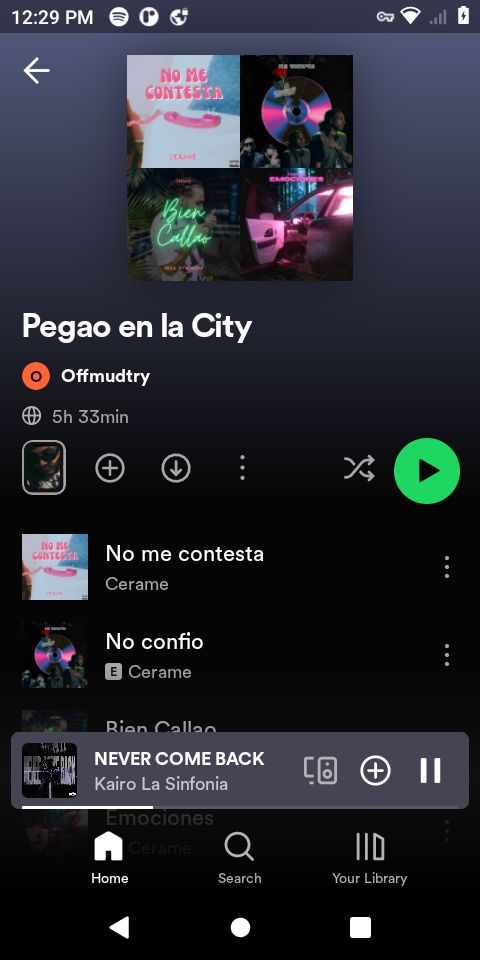 12:29 PM
NO ME
CONTESTA
CERAME
Bien
Callao
EMOCIONES
Pegao en la City
Offmudtry
5h 33min
No me contesta
Cerame
No confio
E Cerame
Bien Callao
NEVER COME BACK
Kairo La Sinfonia
Emociones
Cerame
Home
Search
Your Library